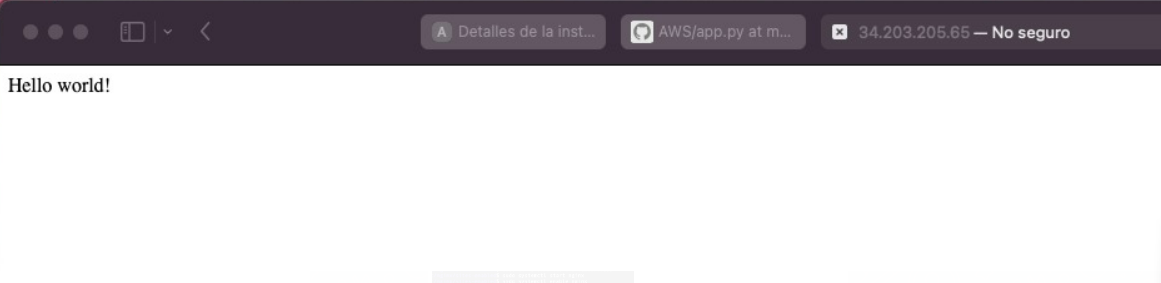 A Detalles de la inst...
AWS/app.py at m...
34.203.205.65 — No seguro
Hello world!